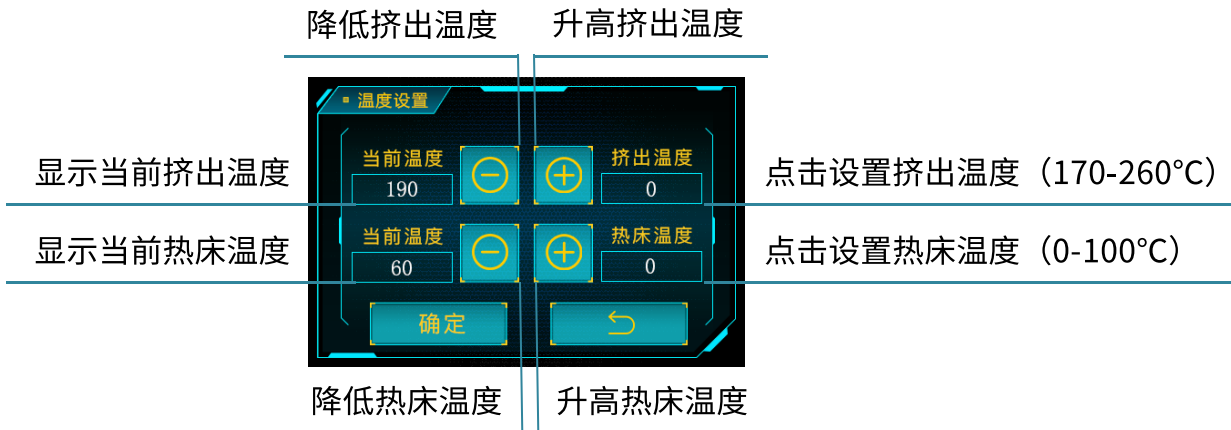 降低挤出温度
升高挤出温度
温度设置
显示当前挤出温度
当前温度
190
挤出温度
0
点击设置挤出温度（170-260℃）
显示当前热床温度
当前温度
60
热床温度
0
点击设置热床温度（0-100℃）
确定
降低热床温度
升高热床温度